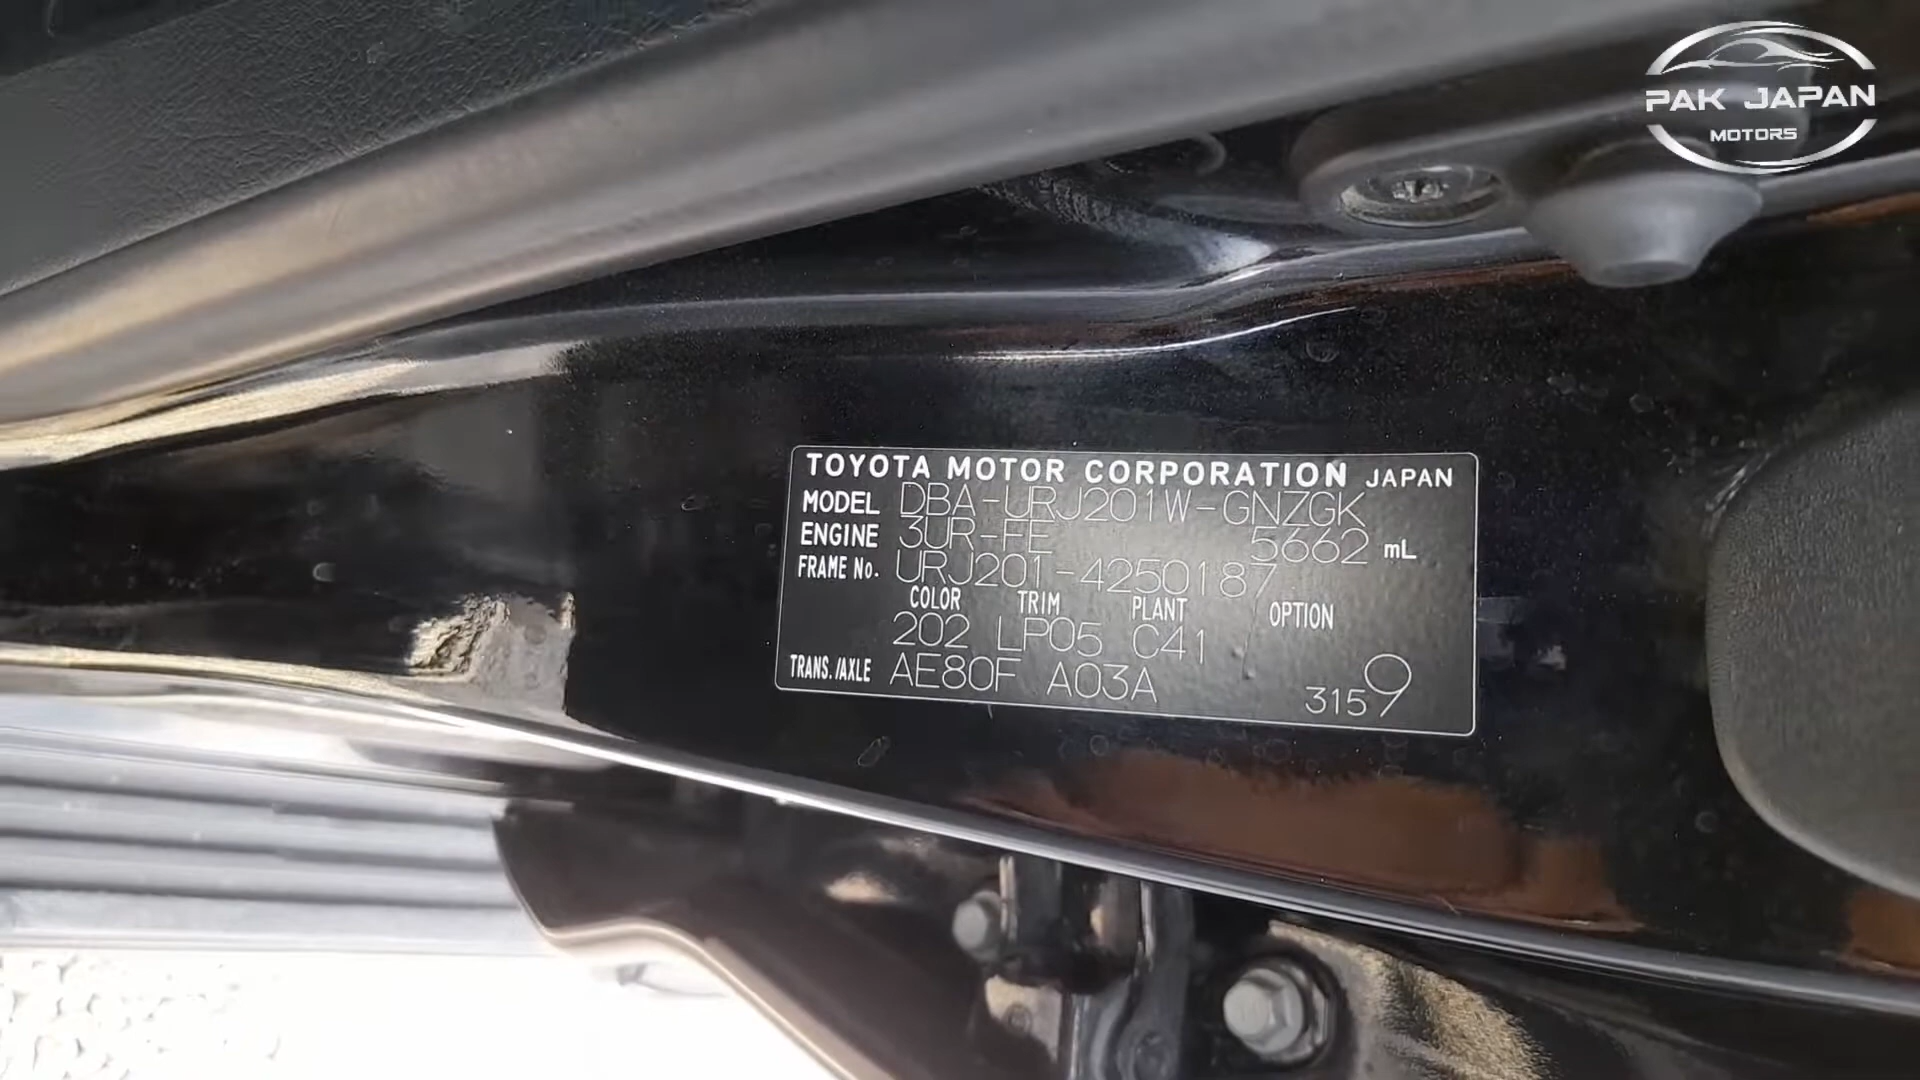 PAK JAPAN
MOTORS
TOYOTA MOTOR CORPORATION JAPAN
MODEL DBA-URJ201W-GNZGK
ENGINE 3UR-FE 5662 mL
FRAME No. URJ201-4250187
COLOR TRIM PLANT OPTION
202 LP05 C41
TRANS./AXLE AE80F A03A 3159